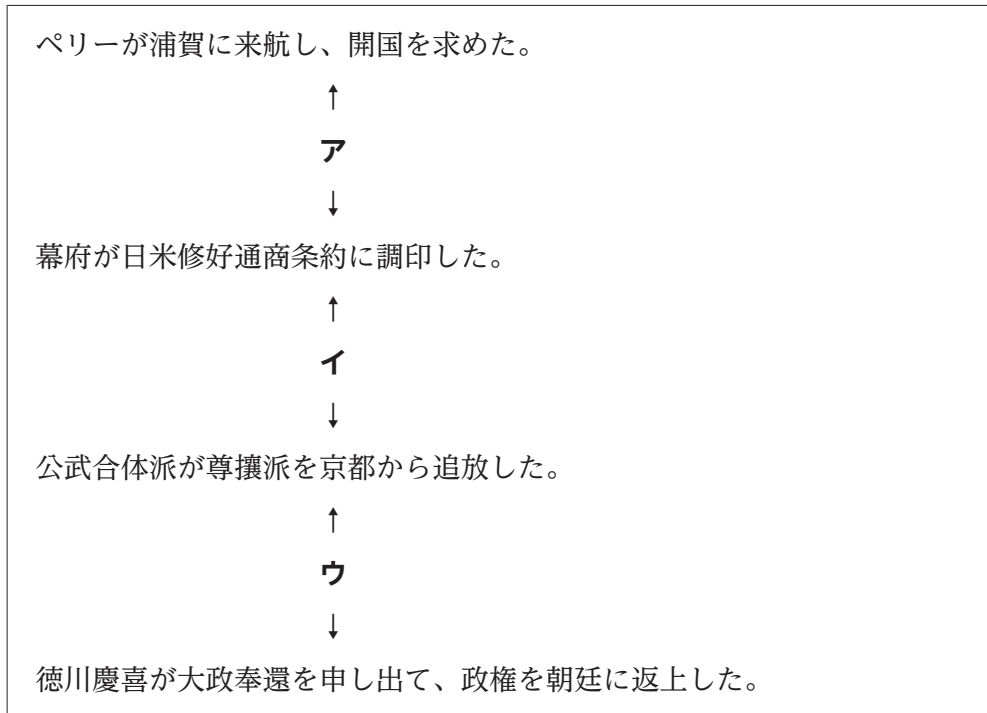 ペリーが浦賀に来航し、開国を求めた。
↑
ア
↓
幕府が日米修好通商条約に調印した。
↑
イ
↓
公武合体派が尊攘派を京都から追放した。
↑
ウ
↓
徳川慶喜が大政奉還を申し出て、政権を朝廷に返上した。